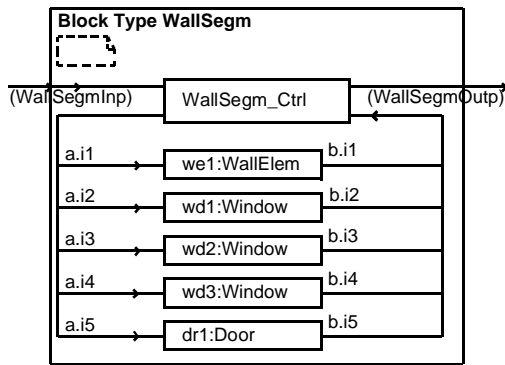 Block Type WallSegm
(WallSegmInp)
WallSegm_Ctrl
(WallSegmOutp)
a.i1
we1:WallElem
b.i1
a.i2
wd1:Window
b.i2
a.i3
wd2:Window
b.i3
a.i4
wd3:Window
b.i4
a.i5
dr1:Door
b.i5